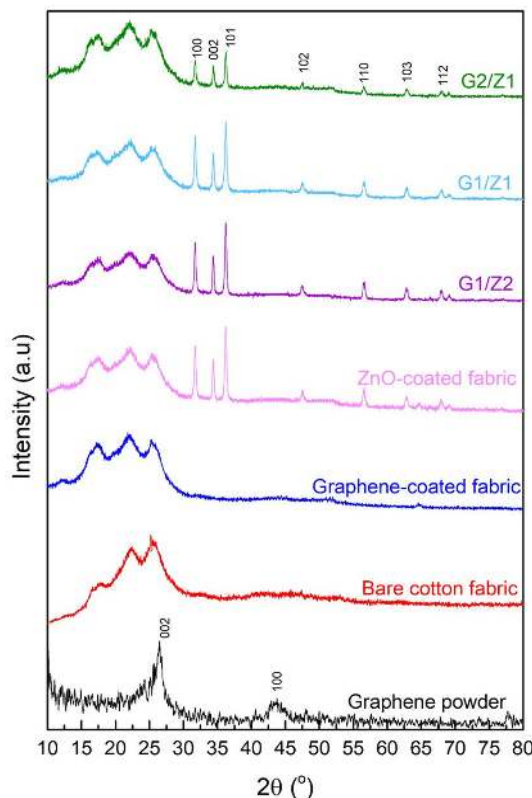 100
002
101
102
110
103
112
G2/Z1
G1/Z1
G1/Z2
ZnO-coated fabric
Graphene-coated fabric
Bare cotton fabric
002
100
Graphene powder
Intensity (a.u)
10 15 20 25 30 35 40 45 50 55 60 65 70 75 80
2θ (°)